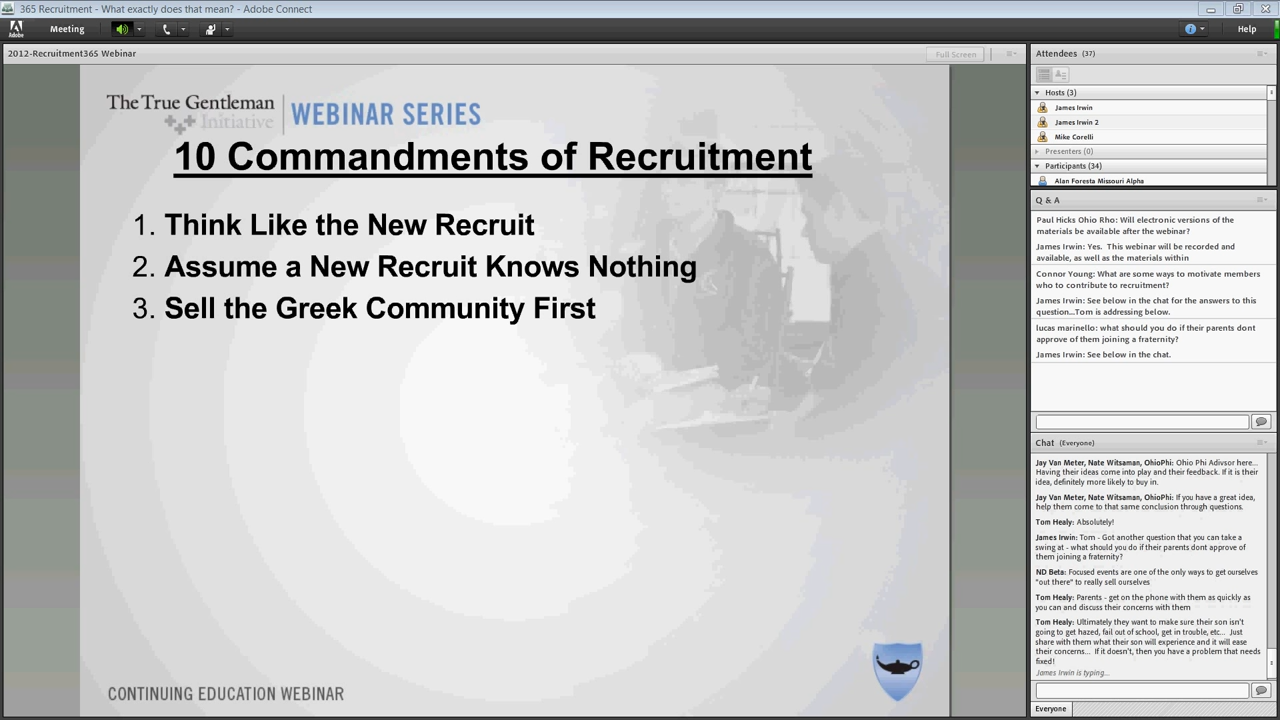 365 Recruitment - What exactly does that mean? - Adobe Connect
Adobe
Meeting
Help
2012-Recruitment365 Webinar
Full Screen
The True Gentleman
Initiative
WEBINAR SERIES
10 Commandments of Recruitment
1. Think Like the New Recruit
2. Assume a New Recruit Knows Nothing
3. Sell the Greek Community First
CONTINUING EDUCATION WEBINAR
Attendees (37)
Hosts (3)
James Irwin
James Irwin 2
Mike Corelli
Presenters (0)
Participants (34)
Alan Foresta Missouri Alpha
Q & A
Paul Hicks Ohio Rho: Will electronic versions of the
materials be available after the webinar?
James Irwin: Yes. This webinar will be recorded and
available, as well as the materials within
Connor Young: What are some ways to motivate members
who to contribute to recruitment?
James Irwin: See below in the chat for the answers to this
question...Tom is addressing below.
lucas marinello: what should you do if their parents dont
approve of them joining a fraternity?
James Irwin: See below in the chat.
Chat (Everyone)
Jay Van Meter, Nate Witsaman, OhioPhi: Ohio Phi Adivsor here...
Having their ideas come into play and their feedback. If it is their
idea, definitely more likely to buy in.
Jay Van Meter, Nate Witsaman, OhioPhi: If you have a great idea,
help them come to that same conclusion through questions.
Tom Healy: Absolutely!
James Irwin: Tom - Got another question that you can take a
swing at - what should you do if their parents dont approve of
them joining a fraternity?
ND Beta: Focused events are one of the only ways to get ourselves
"out there" to really sell ourselves
Tom Healy: Parents - get on the phone with them as quickly as
you can and discuss their concerns with them
Tom Healy: Ultimately they want to make sure their son isn't
going to get hazed, fail out of school, get in trouble, etc... Just
share with them what their son will experience and it will ease
their concerns... If it doesn't, then you have a problem that needs
fixed!
James Irwin is typing...
Everyone